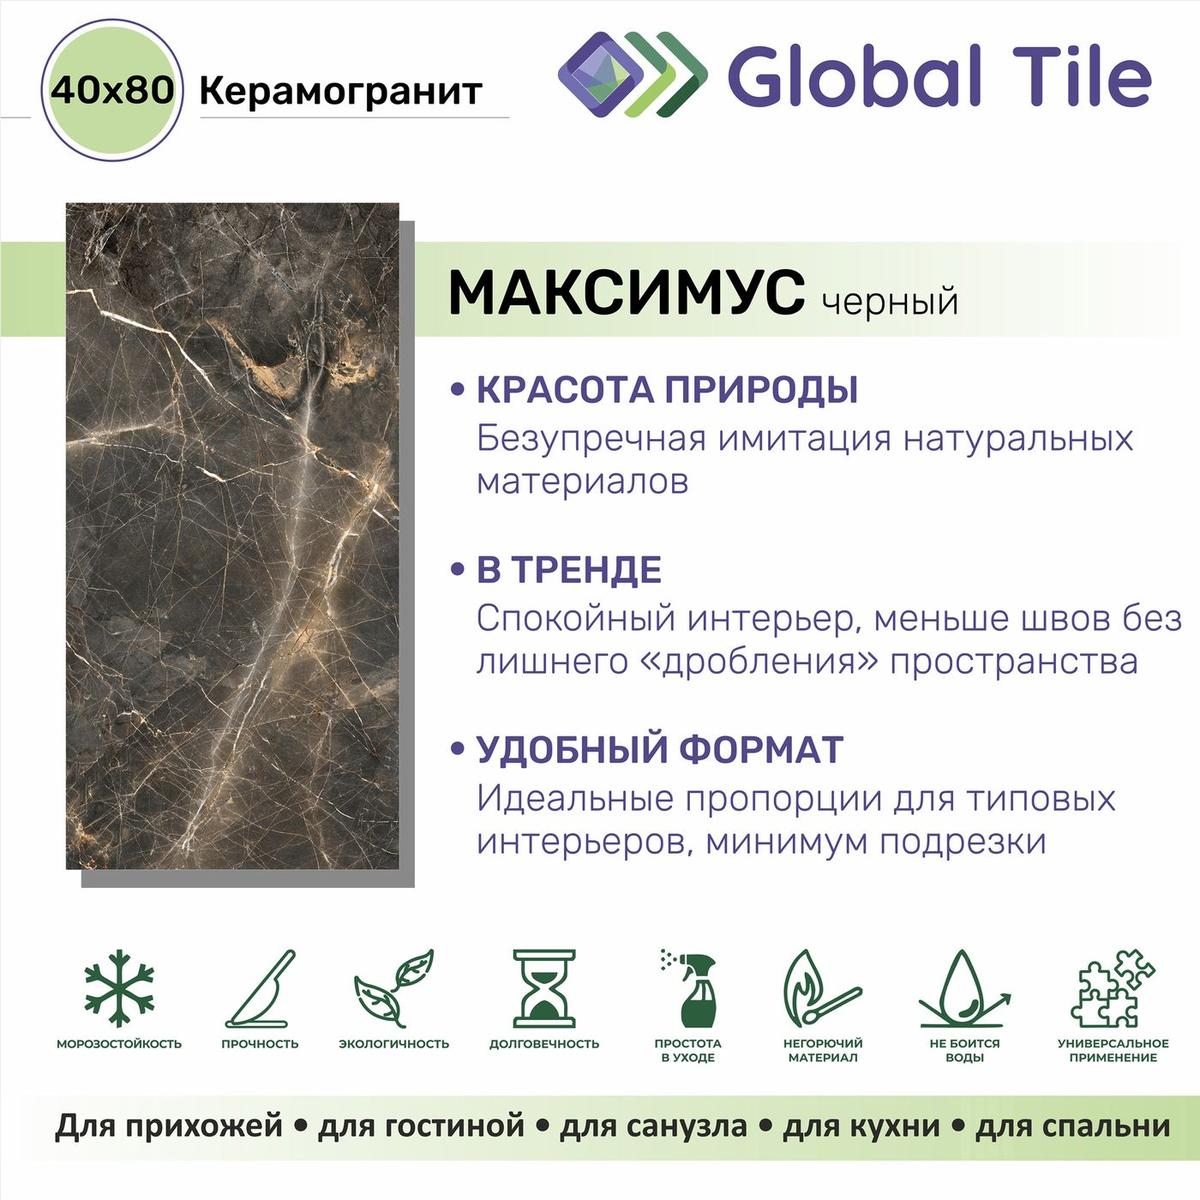 40x80 Керамогранит
Global Tile
МАКСИМУС черный
• КРАСОТА ПРИРОДЫ
Безупречная имитация натуральных
материалов
• В ТРЕНДЕ
Спокойный интерьер, меньше швов без
лишнего «дробления» пространства
• УДОБНЫЙ ФОРМАТ
Идеальные пропорции для типовых
интерьеров, минимум подрезки
МОРОЗОСТОЙКОСТЬ
ПРОЧНОСТЬ
ЭКОЛОГИЧНОСТЬ
ДОЛГОВЕЧНОСТЬ
ПРОСТОТА
В УХОДЕ
НЕГОРЮЧИЙ
МАТЕРИАЛ
НЕ БОИТСЯ
ВОДЫ
УНИВЕРСАЛЬНОЕ
ПРИМЕНЕНИЕ
Для прихожей • для гостиной • для санузла • для кухни • для спальни